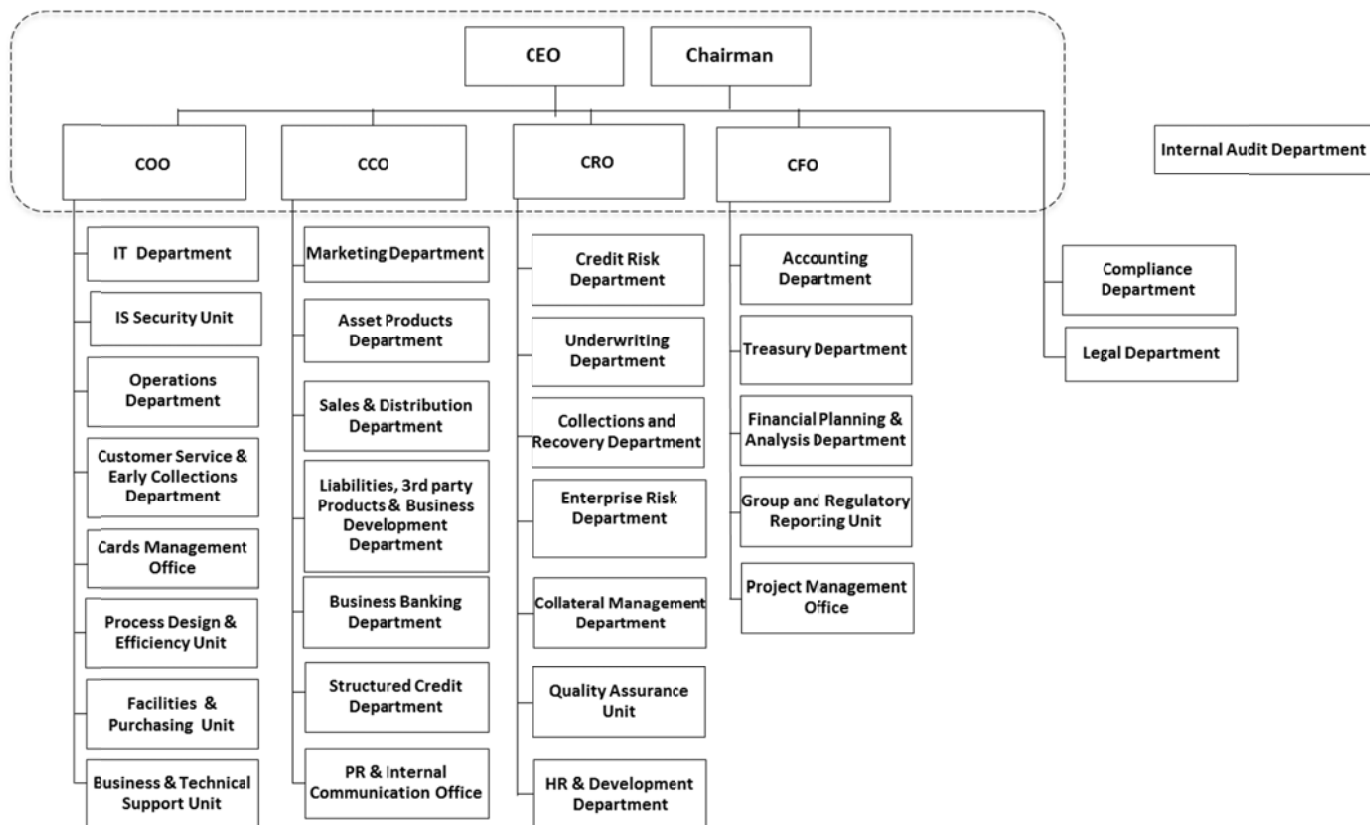 CEO
Chairman
COO
CCO
CRO
CFO
Internal Audit Department
IT Department
IS Security Unit
Operations
Department
Customer Service &
Early Collections
Department
Cards Management
Office
Process Design &
Efficiency Unit
Facilities &
Purchasing Unit
Business & Technical
Support Unit
Marketing Department
Asset Products
Department
Sales & Distribution
Department
Liabilities, 3rd party
Products & Business
Development
Department
Business Banking
Department
Structured Credit
Department
PR & Internal
Communication Office
Credit Risk
Department
Underwriting
Department
Collections and
Recovery Department
Enterprise Risk
Department
Collateral Management
Department
Quality Assurance
Unit
HR & Development
Department
Accounting
Department
Treasury Department
Financial Planning &
Analysis Department
Group and Regulatory
Reporting Unit
Project Management
Office
Compliance
Department
Legal Department